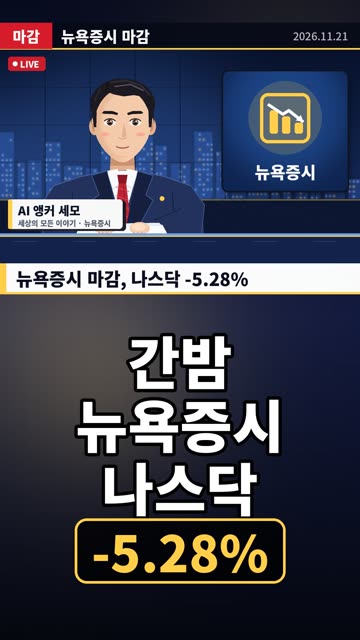 마감 뉴욕증시 마감 2026.11.21
LIVE
뉴욕증시
AI 앵커 세모
세상의 모든 이야기 · 뉴욕증시
뉴욕증시 마감, 나스닥 -5.28%
간밤
뉴욕증시
나스닥
-5.28%